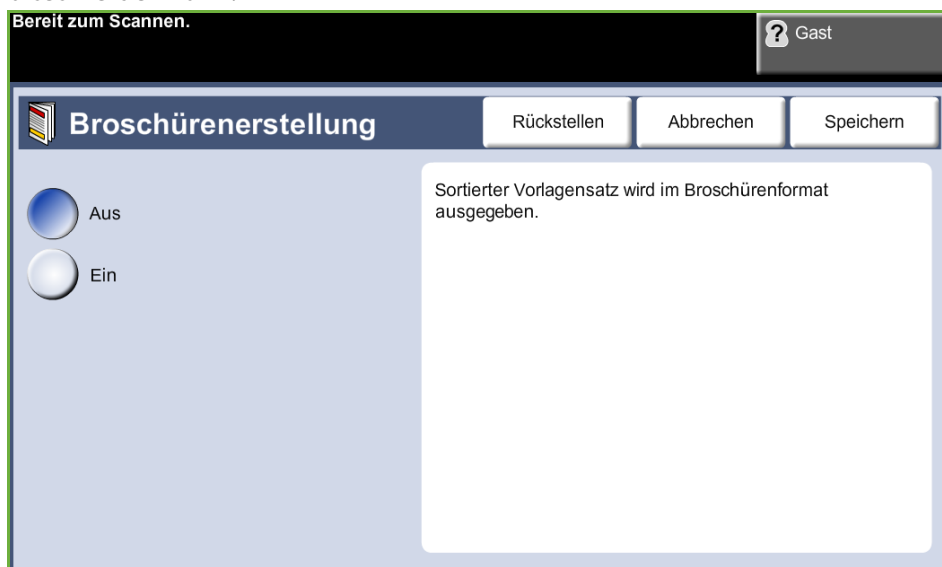 Bereit zum Scannen.
? Gast
Broschürenerstellung
Rückstellen
Abbrechen
Speichern
Aus
Ein
Sortierter Vorlagensatz wird im Broschürenformat
ausgegeben.